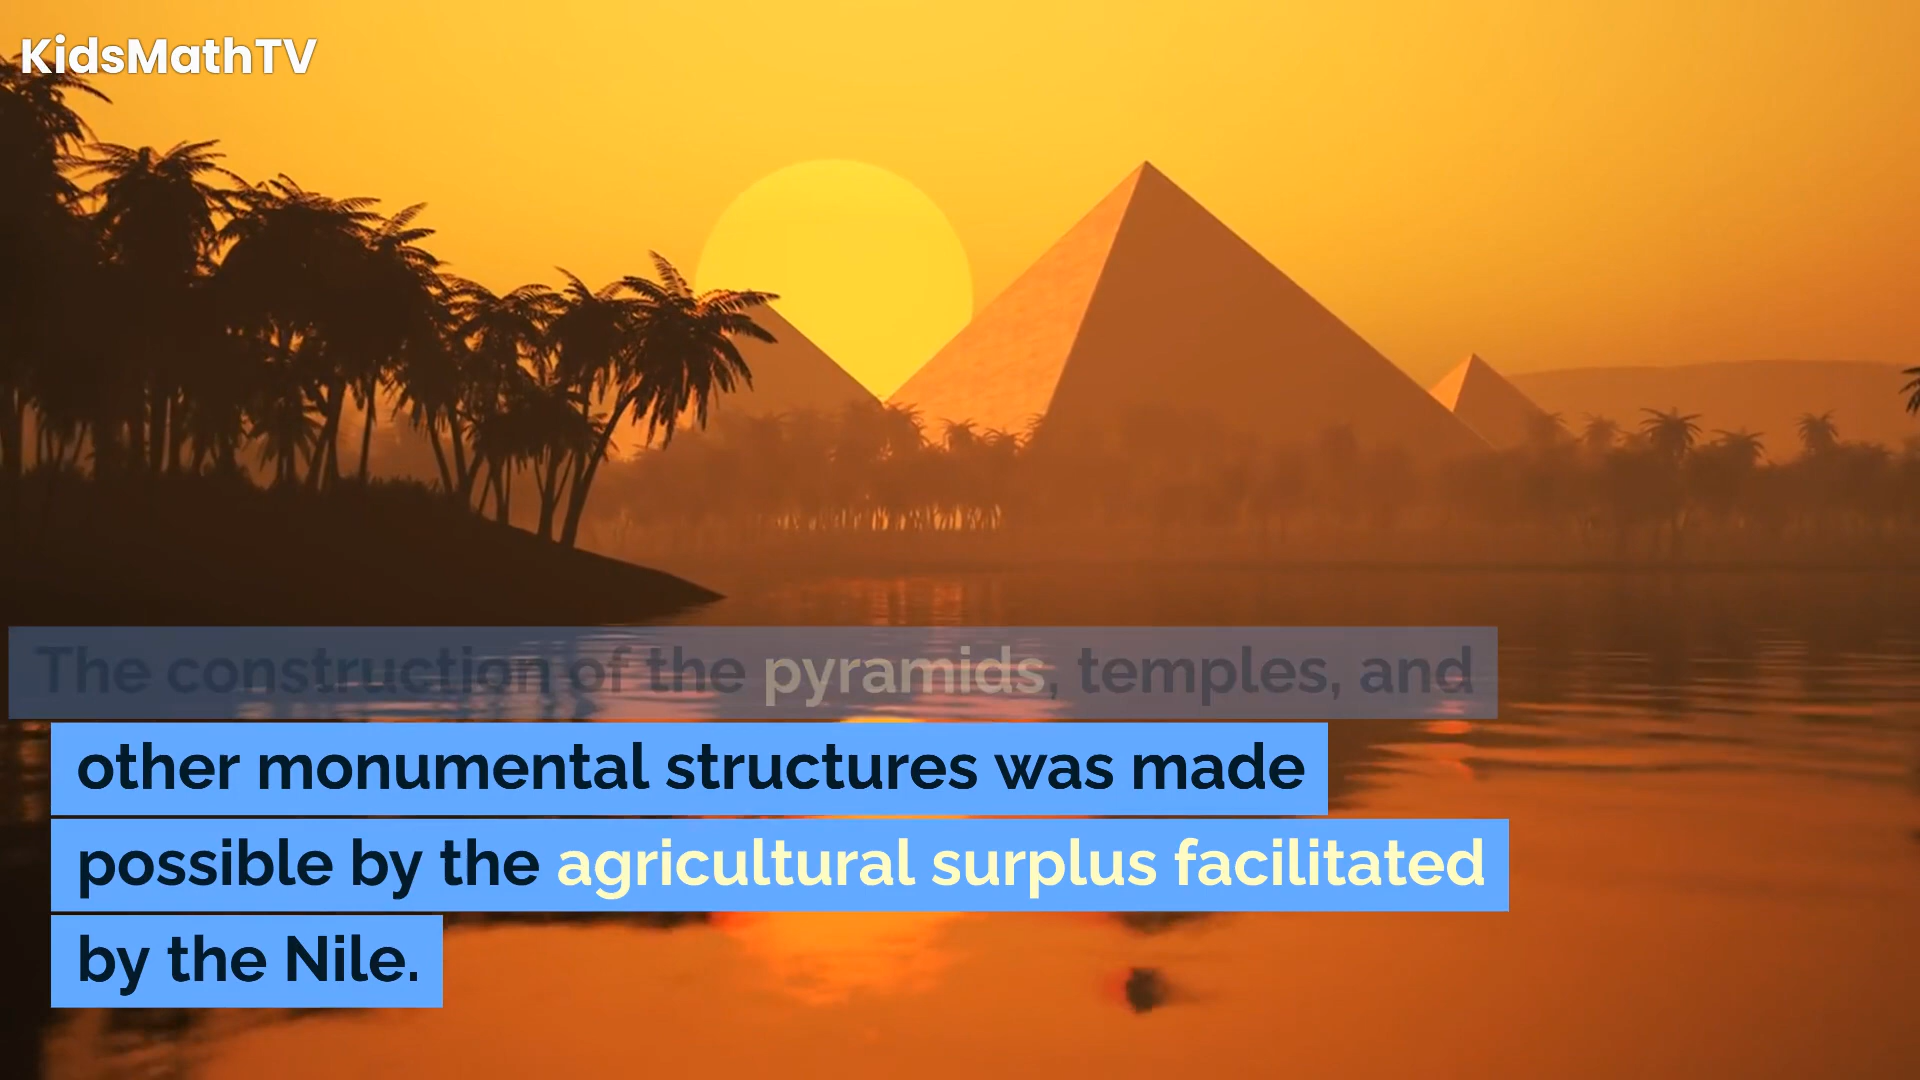 KidsMathTV
The construction of the pyramids, temples, and
other monumental structures was made
possible by the agricultural surplus facilitated
by the Nile.